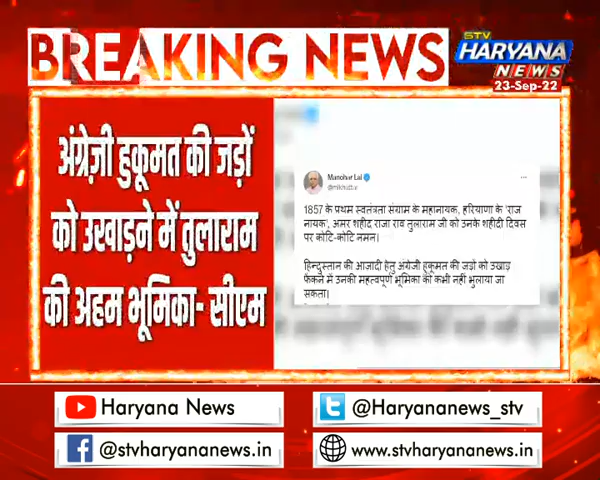 BREAKING NEWS
STV
HARYANA
NEWS
23-Sep-22
अंग्रेज़ी हुकूमत की जड़ों
को उखाड़ने में तुलाराम
की अहम भूमिका- सीएम
Manohar Lal
@mlkhattar
1857 के प्रथम स्वतंत्रता संग्राम के महानायक, हरियाणा के 'राज
नायक', अमर शहीद राजा राव तुलाराम जी को उनके शहीदी दिवस
पर कोटि-कोटि नमन।
हिन्दुस्तान की आजादी हेतु अंग्रेजी हुकूमत की जड़ों को उखाड़
फेंकने में उनकी महत्वपूर्ण भूमिका को कभी नहीं भुलाया जा
सकता।
Haryana News
@Haryananews_stv
@stvharyananews.in
www.stvharyananews.in